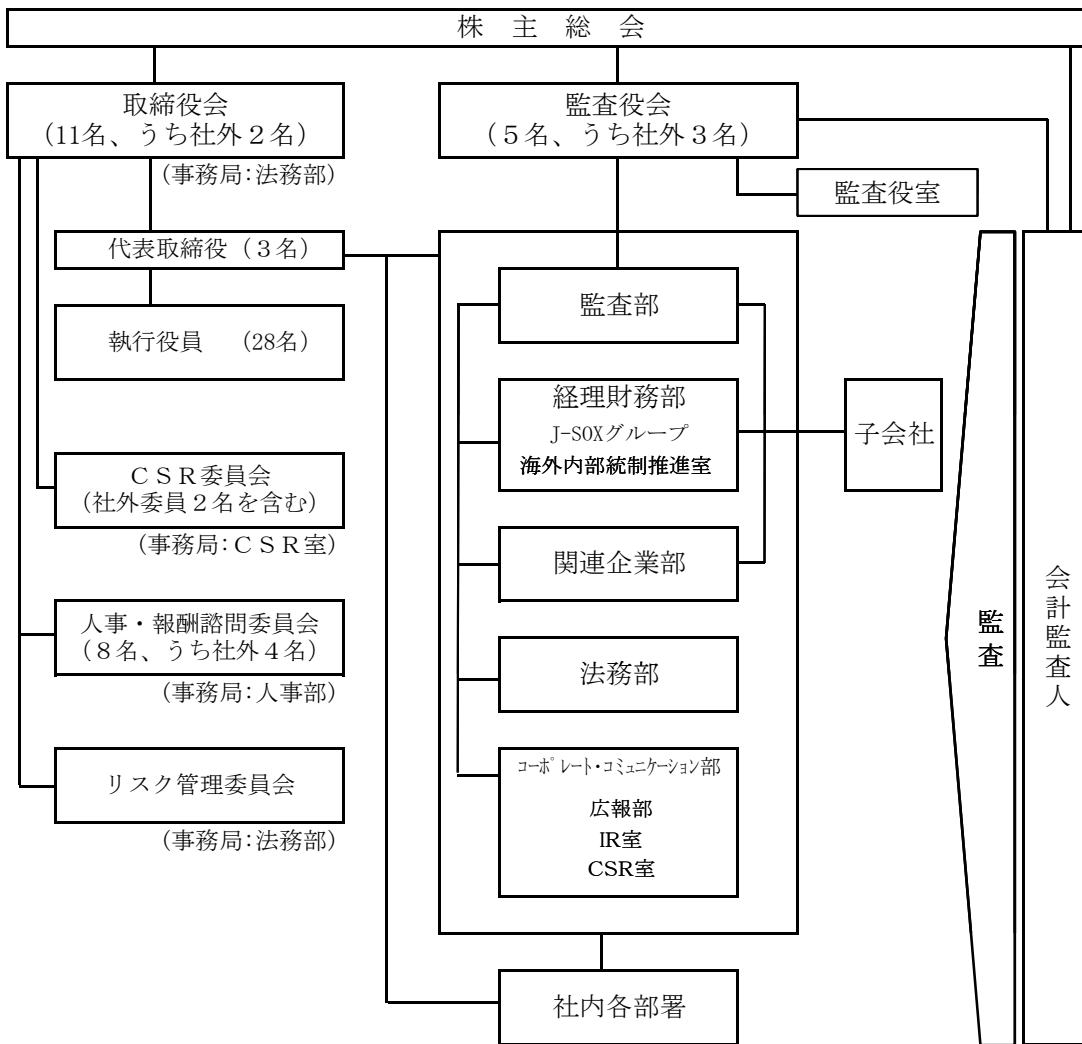 株主総会
取締役会
（11名、うち社外２名）
（事務局：法務部）
監査役会
（５名、うち社外３名）
監査役室
代表取締役（３名）
執行役員　（28名）
ＣＳＲ委員会
（社外委員２名を含む）
（事務局：ＣＳＲ室）
人事・報酬諮問委員会
（８名、うち社外４名）
（事務局：人事部）
リスク管理委員会
（事務局：法務部）
監査部
経理財務部
J-SOXグループ
海外内部統制推進室
関連企業部
法務部
コーポレート・コミュニケーション部
広報部
IR室
CSR室
社内各部署
子会社
監査
会計監査人